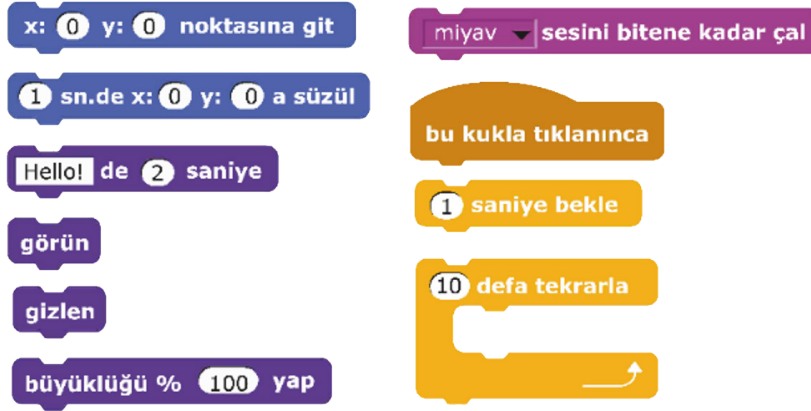 x: 0 y: 0 noktasına git
1 sn.de x: 0 y: 0 a süzül
Hello! de 2 saniye
görün
gizlen
büyüklüğü % 100 yap
miyav sesini bitene kadar çal
bu kukla tıklanınca
1 saniye bekle
10 defa tekrarla